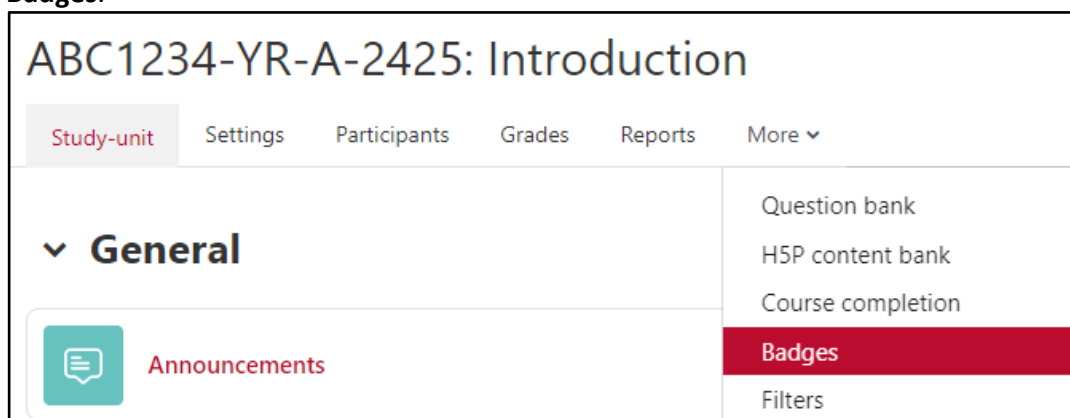 Badges.
ABC1234-YR-A-2425: Introduction
Study-unit Settings Participants Grades Reports More
Question bank
General
H5P content bank
Course completion
Announcements
Badges
Filters